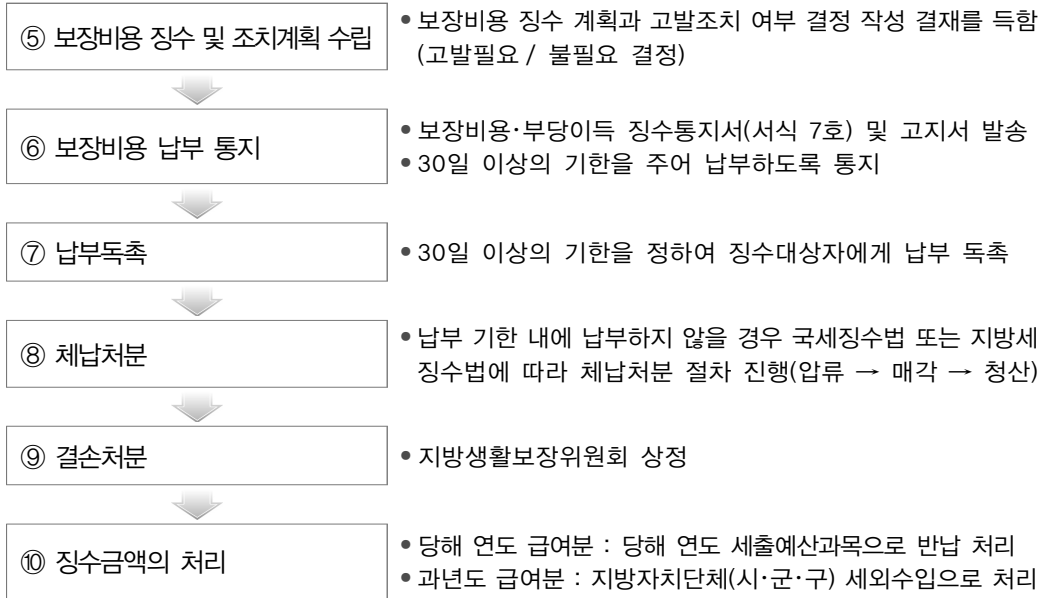 ⑤ 보장비용 징수 및 조치계획 수립
• 보장비용 징수 계획과 고발조치 여부 결정 작성 결재를 득함
(고발필요 / 불필요 결정)
⑥ 보장비용 납부 통지
• 보장비용·부당이득 징수통지서(서식 7호) 및 고지서 발송
• 30일 이상의 기한을 주어 납부하도록 통지
⑦ 납부독촉
• 30일 이상의 기한을 정하여 징수대상자에게 납부 독촉
⑧ 체납처분
• 납부 기한 내에 납부하지 않을 경우 국세징수법 또는 지방세
징수법에 따라 체납처분 절차 진행(압류 → 매각 → 청산)
⑨ 결손처분
• 지방생활보장위원회 상정
⑩ 징수금액의 처리
• 당해 연도 급여분 : 당해 연도 세출예산과목으로 반납 처리
• 과년도 급여분 : 지방자치단체(시·군·구) 세외수입으로 처리